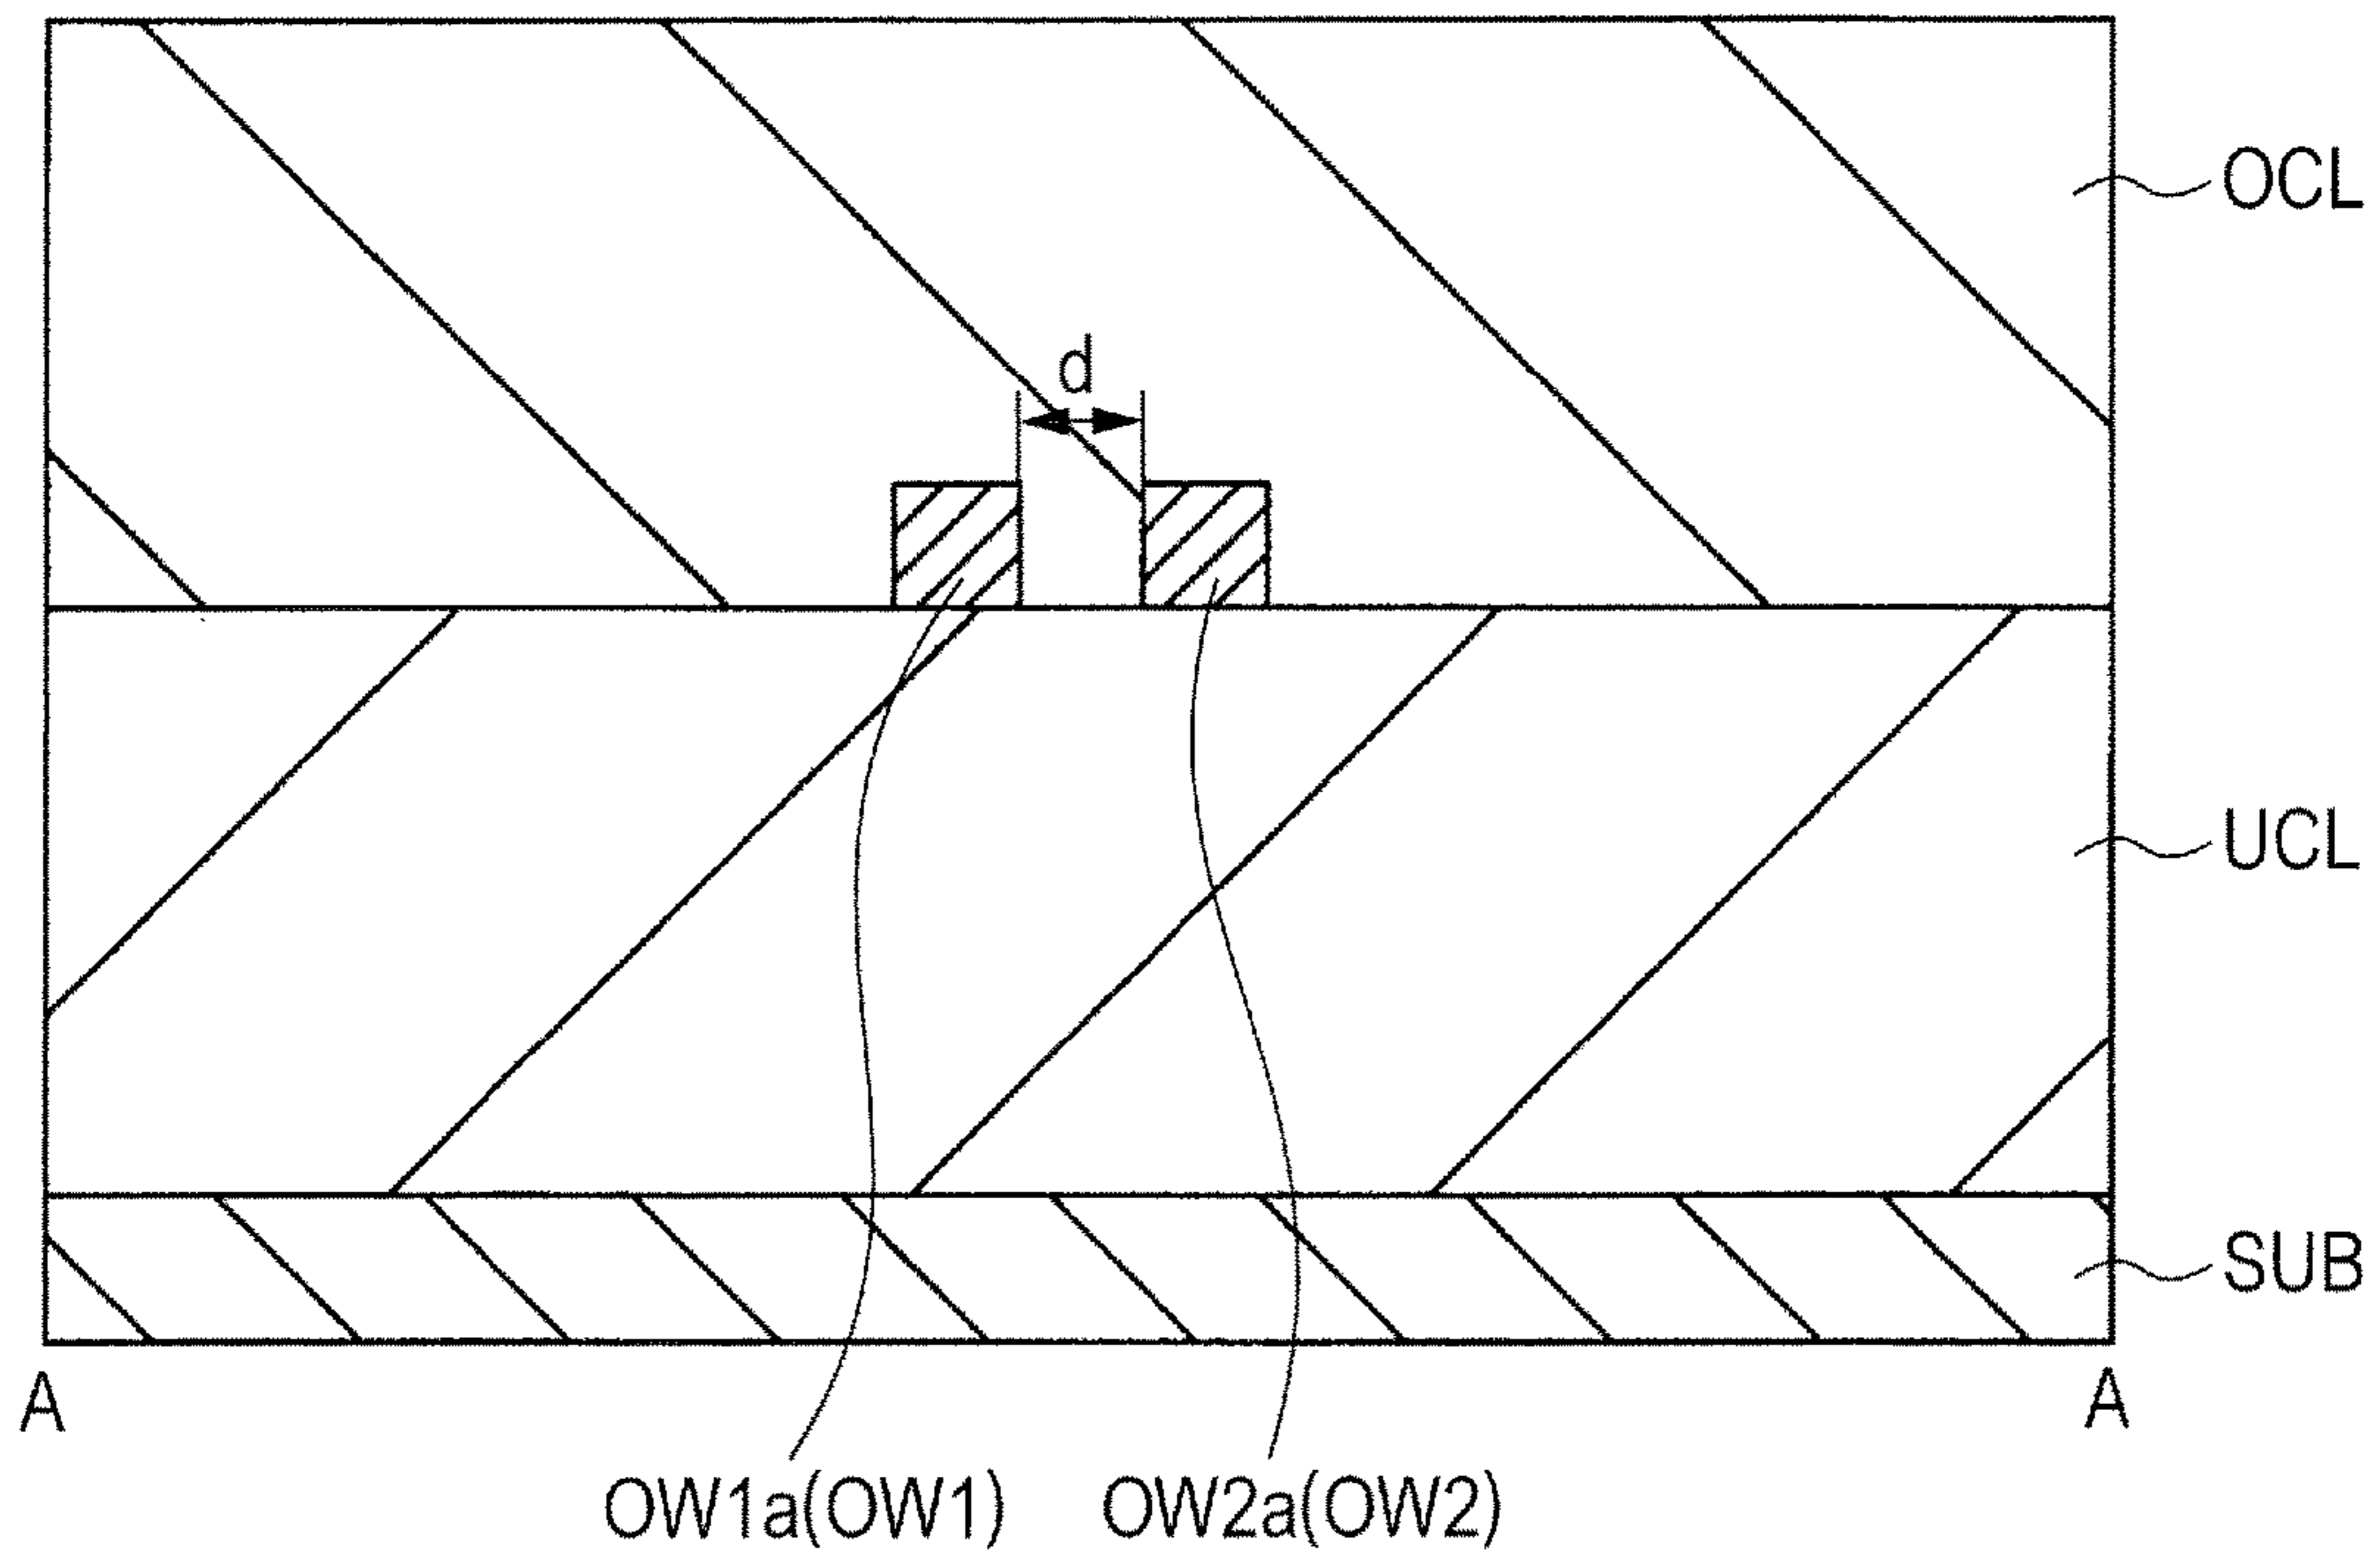 OCL
d
UCL
SUB
A A
OW1a(OW1) OW2a(OW2)